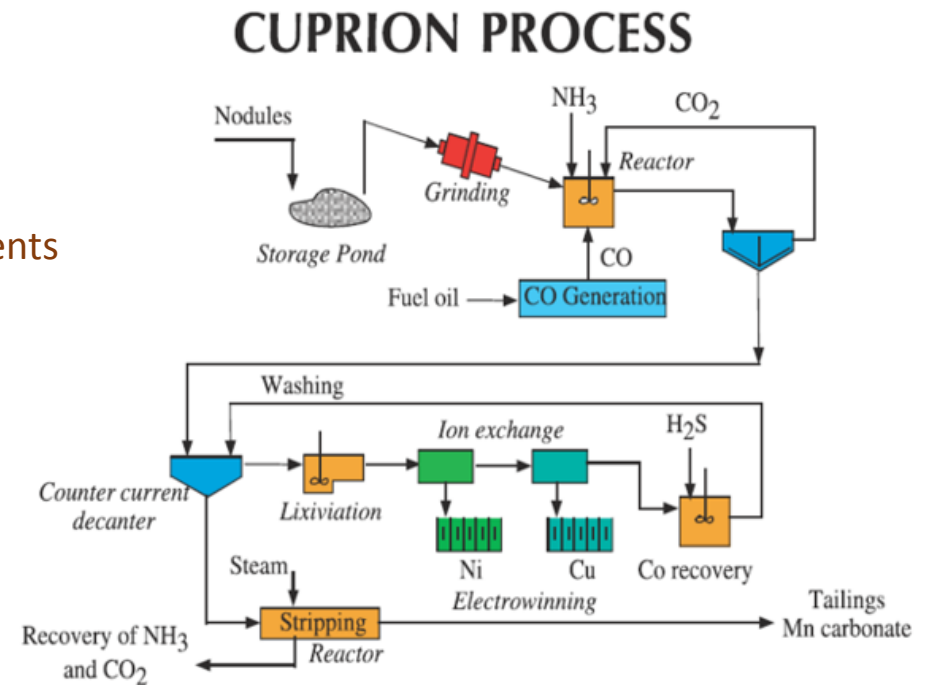 CUPRION PROCESS
Nodules
NH3
CO2
Reactor
Grinding
ents
Storage Pond
CO
Fuel oil
CO Generation
Washing
Ion exchange
H2S
Counter current
decanter
Lixiviation
Ni
Cu
Co recovery
Electrowinning
Steam
Stripping
Reactor
Tailings
Mn carbonate
Recovery of NH3
and CO2